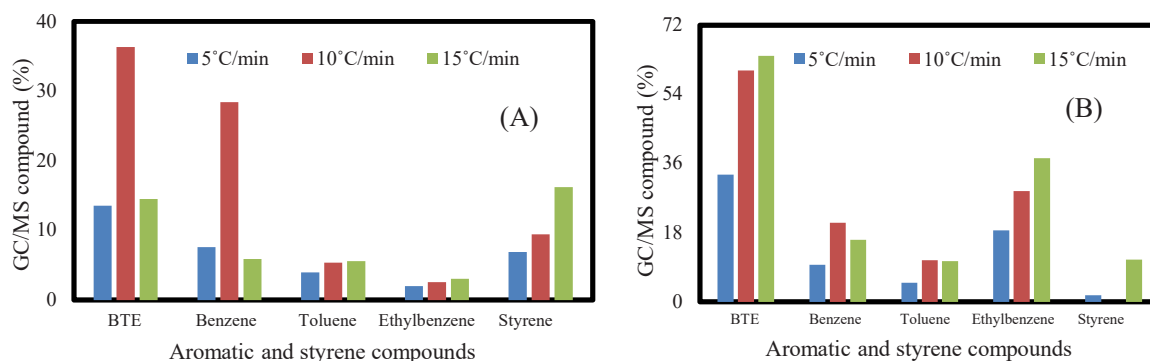 GC/MS compound (%)
40
30
20
10
0
5˚C/min 10˚C/min 15˚C/min
(A)
BTE Benzene Toluene Ethylbenzene Styrene
Aromatic and styrene compounds
GC/MS compound (%)
72
54
36
18
0
5˚C/min 10˚C/min 15˚C/min
(B)
BTE Benzene Toluene Ethylbenzene Styrene
Aromatic and styrene compounds